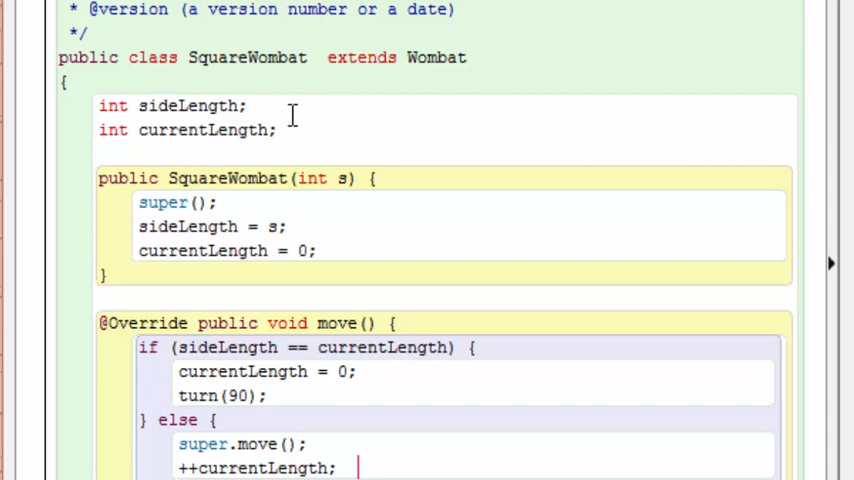 * @version (a version number or a date)
*/
public class SquareWombat  extends Wombat
{
int sideLength;
int currentLength;
public SquareWombat(int s) {
super();
sideLength = s;
currentLength = 0;
}
@Override public void move() {
if (sideLength == currentLength) {
currentLength = 0;
turn(90);
} else {
super.move();
++currentLength;